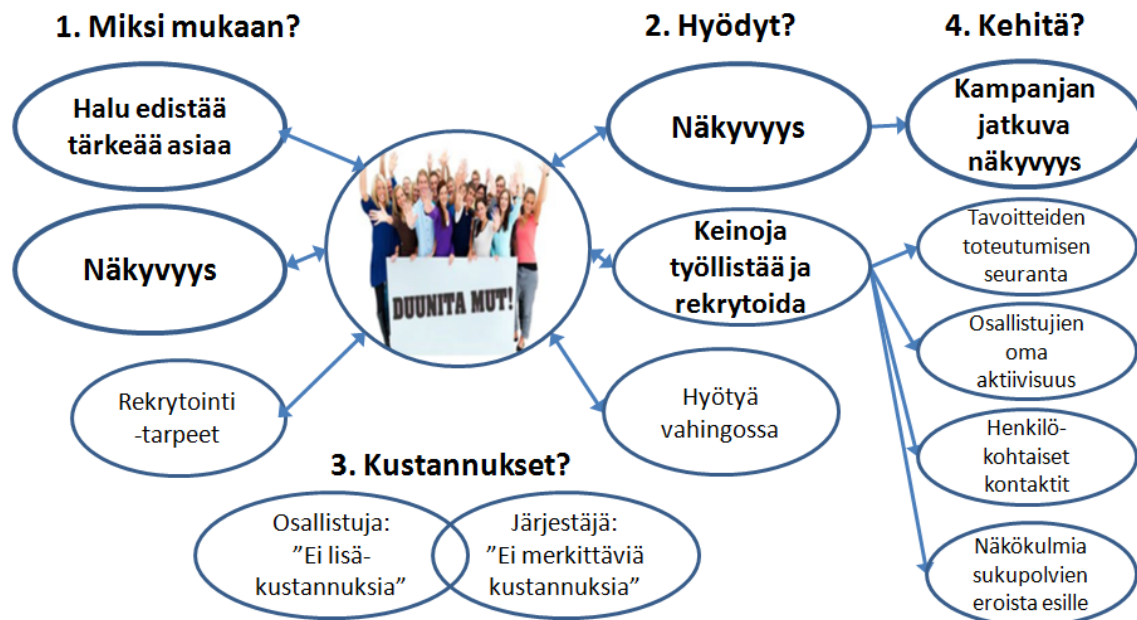 1. Miksi mukaan?
Halu edistää
tärkeää asiaa
Näkyvyys
Rekrytointi
-tarpeet
DUUNITA MUT!
2. Hyödyt?
Näkyvyys
Keinoja
työllistää ja
rekrytoida
Hyötyä
vahingossa
3. Kustannukset?
Osallistuja:
”Ei lisä-
kustannuksia”
Järjestäjä:
”Ei merkittäviä
kustannuksia”
4. Kehitä?
Kampanjan
jatkuva
näkyvyys
Tavoitteiden
toteutumisen
seuranta
Osallistujien
oma
aktiivisuus
Henkilö-
kohtaiset
kontaktit
Näkökulmia
sukupolvien
eroista esille